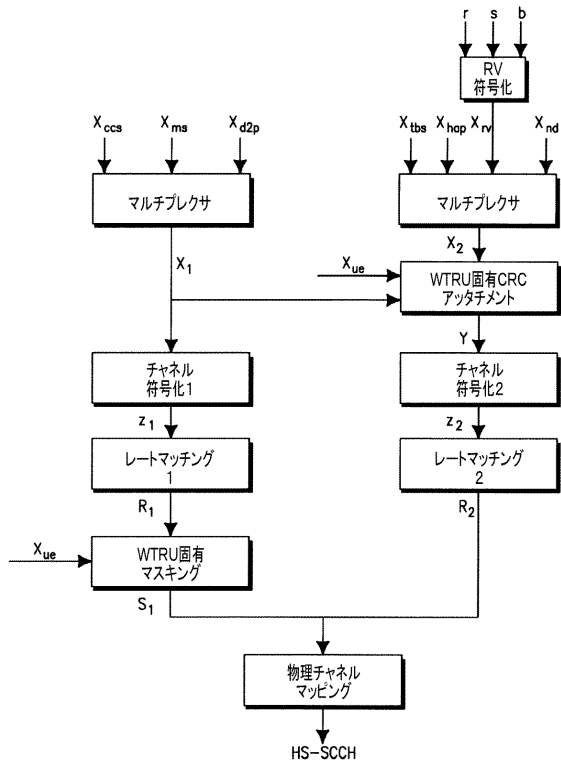 r s b
RV
符号化
Xccs Xms Xd2p
Xtbs Xhap Xrv Xnd
マルチプレクサ
マルチプレクサ
X1
X2
Xue
WTRU固有CRC
アッタチメント
Y
チャネル
符号化1
チャネル
符号化2
z1
z2
レートマッチング
1
レートマッチング
2
R1
R2
Xue
WTRU固有
マスキング
S1
物理チャネル
マッピング
HS-SCCH